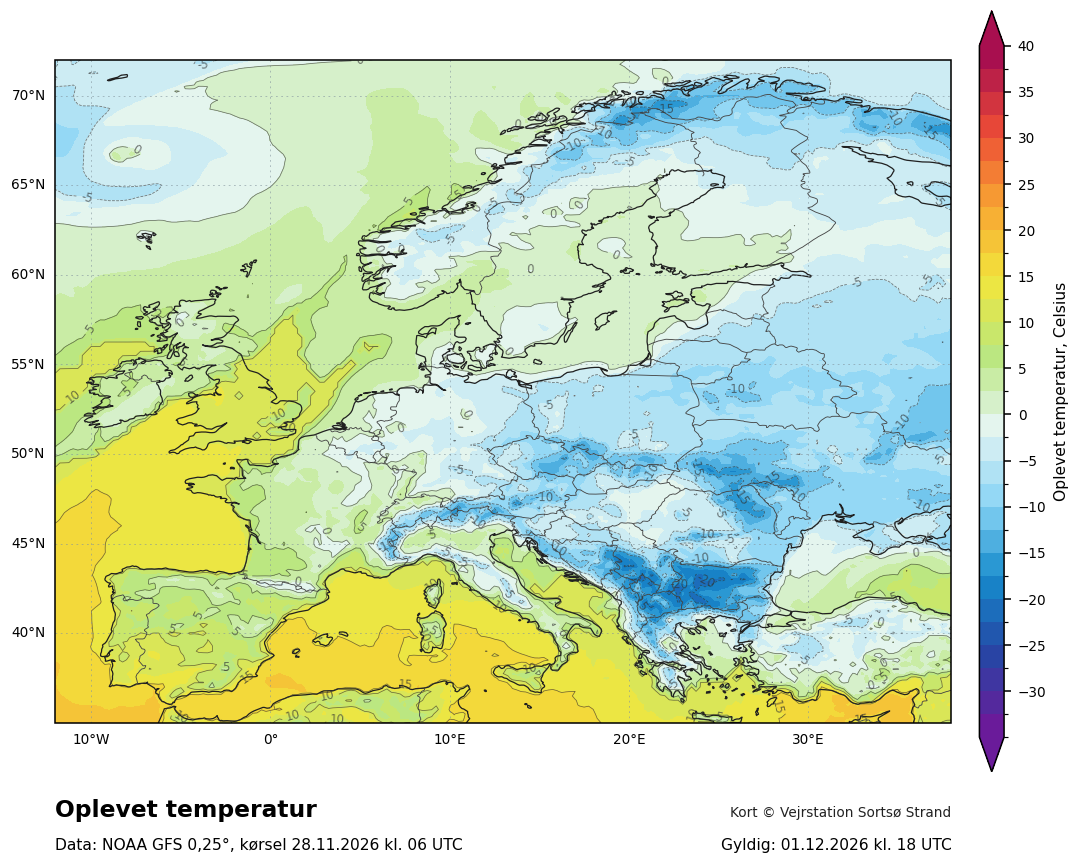 70°N
65°N
60°N
55°N
50°N
45°N
40°N
10°W 0° 10°E 20°E 30°E
40
35
30
25
20
15
10
5
0
−5
−10
−15
−20
−25
−30
Oplevet temperatur, Celsius
Oplevet temperatur
Kort © Vejrstation Sortsø Strand
Data: NOAA GFS 0,25°, kørsel 28.11.2026 kl. 06 UTC
Gyldig: 01.12.2026 kl. 18 UTC